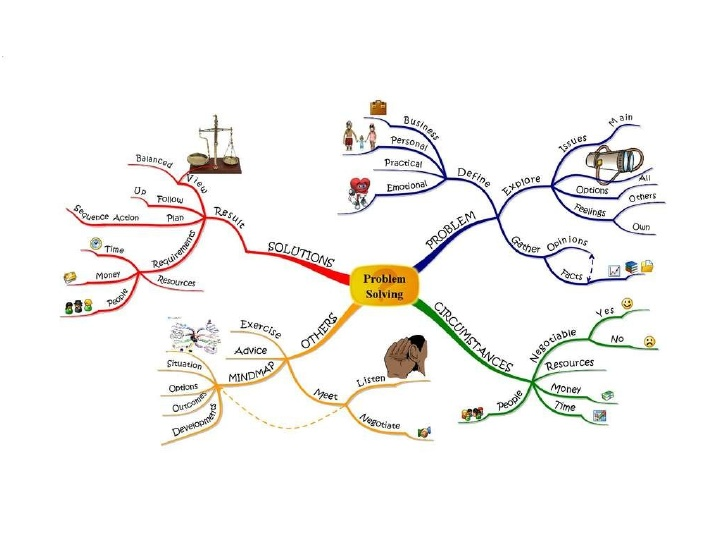 Problem
Solving
PROBLEM
Define
Business
Personal
Practical
Emotional
Explore
Issues
Main
All
Options
Feelings
Others
Own
Gather
Opinions
Facts
CIRCUMSTANCES
Negotiable
Yes
No
Resources
Money
Time
People
OTHERS
Exercise
Advice
MINDMAP
Situation
Options
Outcomes
Developments
Meet
Listen
Negotiate
SOLUTIONS
Result
View
Balanced
Plan
Follow
Up
Sequence Action
Requirements
Time
Money
People
Resources